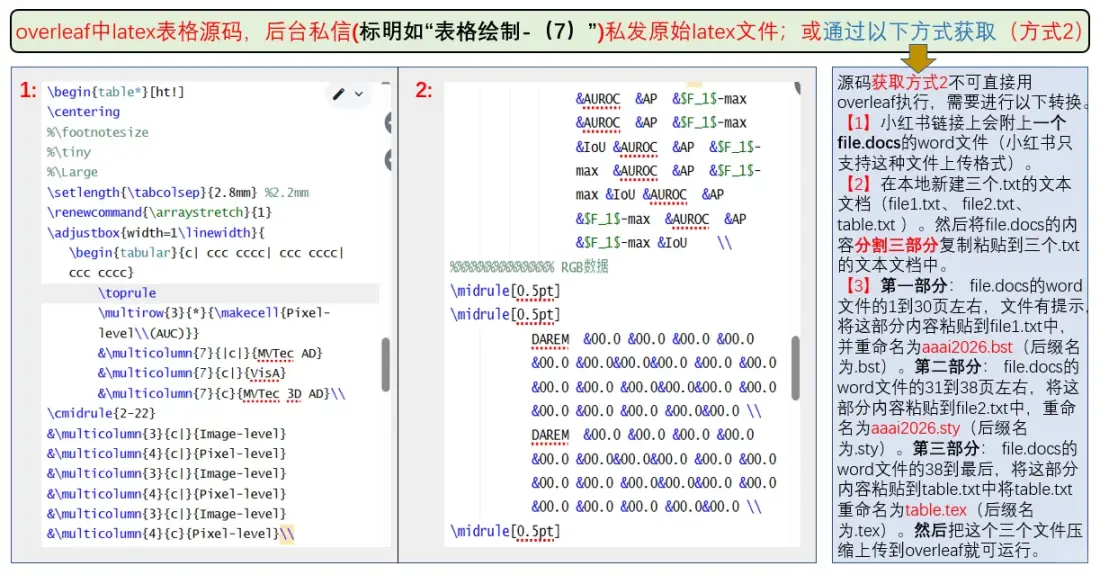 overleaf中latex表格源码，后台私信(标明如“表格绘制-（7）”)私发原始latex文件；或通过以下方式获取（方式2）
1:
\begin{table*}[ht!]
\centering
%\footnotesize
%\tiny
%\Large
\setlength{\tabcolsep}{2.8mm} %2.2mm
\renewcommand{\arraystretch}{1}
\adjustbox{width=1\linewidth}{
\begin{tabular}{c| ccc cccc| ccc cccc|
ccc cccc}
\toprule
\multirow{3}{*}{\makecell{Pixel-
level\\(AUC)}}
&\multicolumn{7}{|c|}{MVTec AD}
&\multicolumn{7}{c|}{VisA}
&\multicolumn{7}{c}{MVTec 3D AD}\\
\cmidrule{2-22}
&\multicolumn{3}{c|}{Image-level}
&\multicolumn{4}{c|}{Pixel-level}
&\multicolumn{3}{c|}{Image-level}
&\multicolumn{4}{c|}{Pixel-level}
&\multicolumn{3}{c|}{Image-level}
&\multicolumn{4}{c}{Pixel-level}\\
2:
&AUROC &AP &$F_1$-max
&AUROC &AP &$F_1$-max
&IoU &AUROC &AP &$F_1$-
max &AUROC &AP &$F_1$-
max &IoU &AUROC &AP
&$F_1$-max &AUROC &AP
&$F_1$-max &IoU \\
%%%%%%%%%%%%% RGB数据
\midrule[0.5pt]
\midrule[0.5pt]
DAREM &00.0 &00.0 &00.0
&00.0 &00.0&00.0 &00.0 &00.0
&00.0 &00.0 &00.0&00.0 &00.0
&00.0 &00.0 &00.0 &00.0&00.0 \\
DAREM &00.0 &00.0 &00.0
&00.0 &00.0&00.0 &00.0 &00.0
&00.0 &00.0 &00.0&00.0 &00.0
&00.0 &00.0 &00.0 &00.0 \\
\midrule[0.5pt]
源码获取方式2不可直接用
overleaf执行，需要进行以下转换。
【1】小红书链接上会附上一个
file.docs的word文件（小红书只
支持这种文件上传格式）。
【2】在本地新建三个.txt的文本
文档（file1.txt、 file2.txt、
table.txt ）。然后将file.docs的内
容分割三部分复制粘贴到三个.txt
的文本文档中。
【3】第一部分： file.docs的word
文件的1到30页左右，文件有提示，
将这部分内容粘贴到file1.txt中，
并重命名为aaai2026.bst（后缀名
为.bst）。第二部分： file.docs的
word文件的31到38页左右，将这
部分内容粘贴到file2.txt中，重命
名为aaai2026.sty（后缀名
为.sty）。第三部分： file.docs的
word文件的38到最后，将这部分
内容粘贴到table.txt中将table.txt
重命名为table.tex（后缀名
为.tex）。然后把这个三个文件压
缩上传到overleaf就可运行。